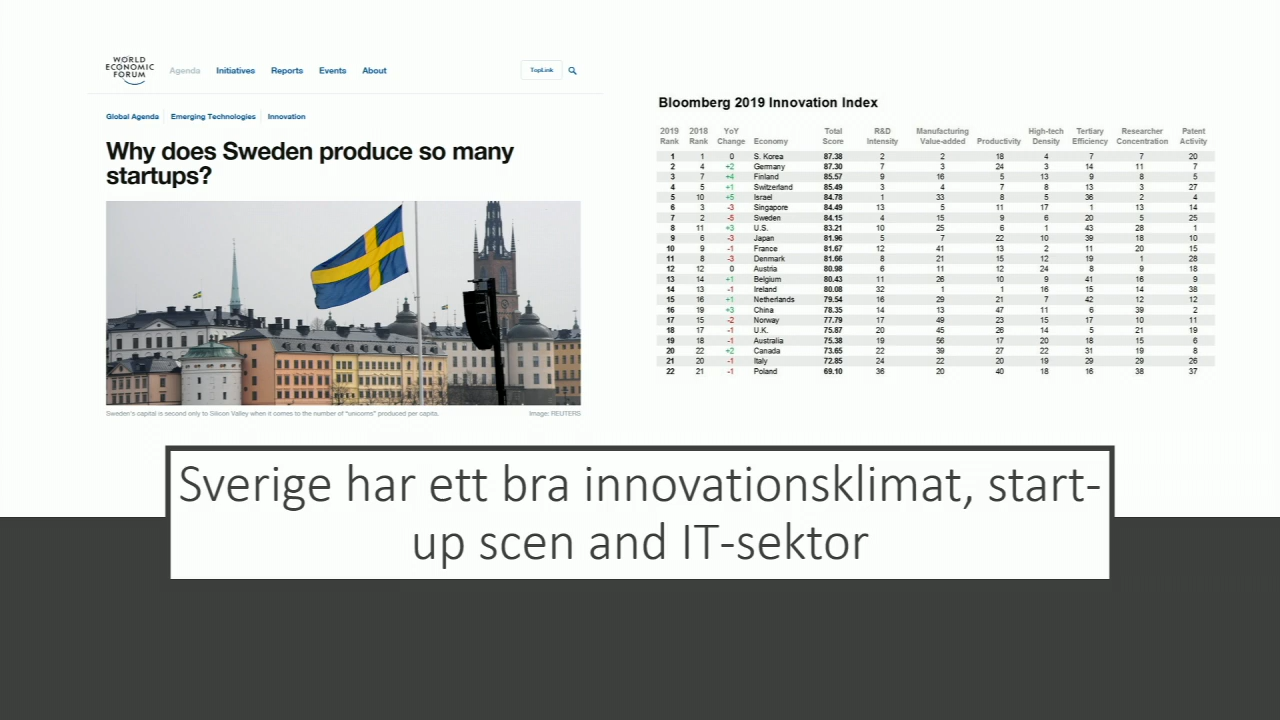 WORLD
ECONOMIC
FORUM
Agenda Initiatives Reports Events About
TopLink
Global Agenda Emerging Technologies Innovation
Why does Sweden produce so many
startups?
Sweden's capital is second only to Silicon Valley when it comes to the number of "unicorns" produced per capita. Image: REUTERS
Bloomberg 2019 Innovation Index
2019 Rank 2018 Rank YoY Change Economy Total Score R&D Intensity Manufacturing Value-added Productivity High-tech Density Tertiary Efficiency Researcher Concentration Patent Activity
1 1 0 S. Korea 87.38 2 2 18 4 7 7 20
2 4 +2 Germany 87.30 7 3 24 3 14 11 7
3 7 +4 Finland 85.57 9 16 5 13 9 8 5
4 5 +1 Switzerland 85.49 3 4 7 8 13 3 27
5 10 +5 Israel 84.78 1 33 8 5 36 2 4
6 3 -3 Singapore 84.49 13 5 11 17 1 13 14
7 2 -5 Sweden 84.15 4 15 9 6 20 5 25
8 11 +3 U.S. 83.21 10 25 6 1 43 28 1
9 6 -3 Japan 81.96 5 7 22 10 39 18 10
10 9 -1 France 81.67 12 41 13 2 11 20 15
11 8 -3 Denmark 81.66 8 21 15 12 19 1 28
12 12 0 Austria 80.98 6 11 12 24 8 9 18
13 14 +1 Belgium 80.43 11 26 10 9 41 16 9
14 13 -1 Ireland 80.08 32 1 1 16 15 14 38
15 16 +1 Netherlands 79.54 16 29 21 7 42 12 12
16 19 +3 China 78.35 14 13 47 11 6 39 2
17 15 -2 Norway 77.79 17 49 23 15 17 10 11
18 17 -1 U.K. 75.87 20 45 26 14 5 21 19
19 18 -1 Australia 75.38 19 56 17 20 18 15 6
20 22 +2 Canada 73.65 22 39 27 22 31 19 8
21 20 -1 Italy 72.85 24 22 20 19 29 29 26
22 21 -1 Poland 69.10 36 20 40 18 16 38 37
Sverige har ett bra innovationsklimat, start-
up scen and IT-sektor